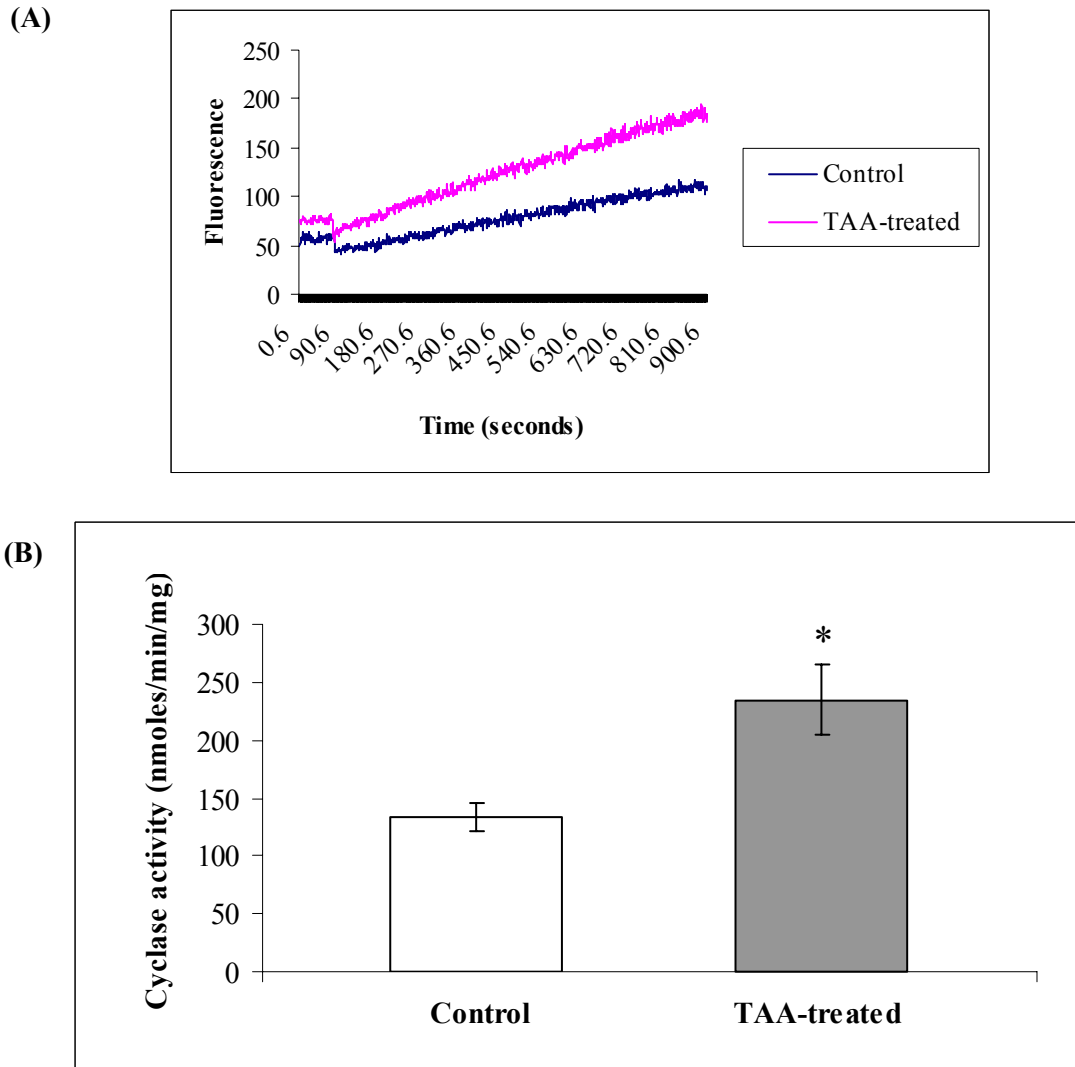 (A)
250
200
150
100
50
0
Fluorescence
0.6
90.6
180.6
270.6
360.6
450.6
540.6
630.6
720.6
810.6
900.6
Time (seconds)
Control
TAA-treated
(B)
Cyclase activity (nmoles/min/mg)
300
250
200
150
100
50
0
*
Control
TAA-treated